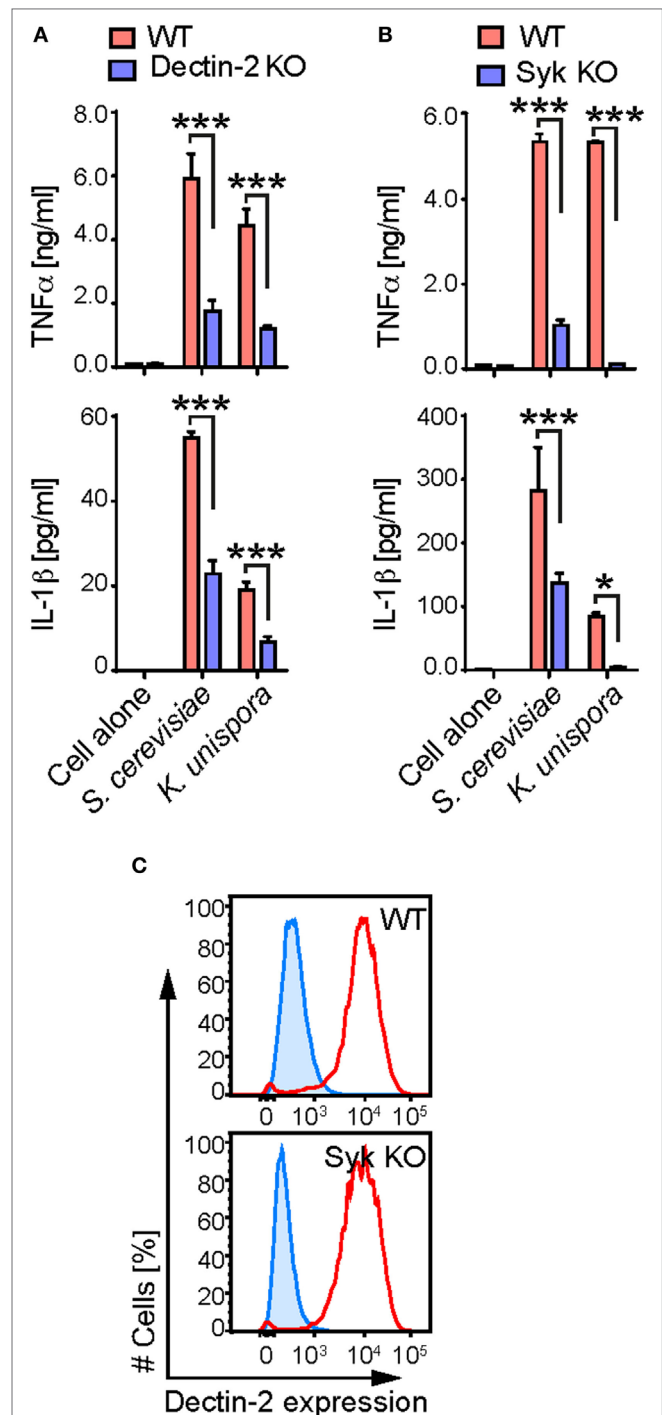 A
WT
Dectin-2 KO
TNFα [ng/ml]
6.0
4.0
2.0
0.0
***
***
IL-1β [pg/ml]
60
40
20
0
***
***
Cell alone
S. cerevisiae
K. unispora
B
WT
Syk KO
TNFα [ng/ml]
6.0
4.0
2.0
0.0
***
***
IL-1β [pg/ml]
400
300
200
100
0.0
***
*
Cell alone
S. cerevisiae
K. unispora
C
# Cells [%]
WT
100
80
60
40
20
0
0 10³ 10⁴ 10⁵
Syk KO
100
80
60
40
20
0
0 10³ 10⁴ 10⁵
Dectin-2 expression